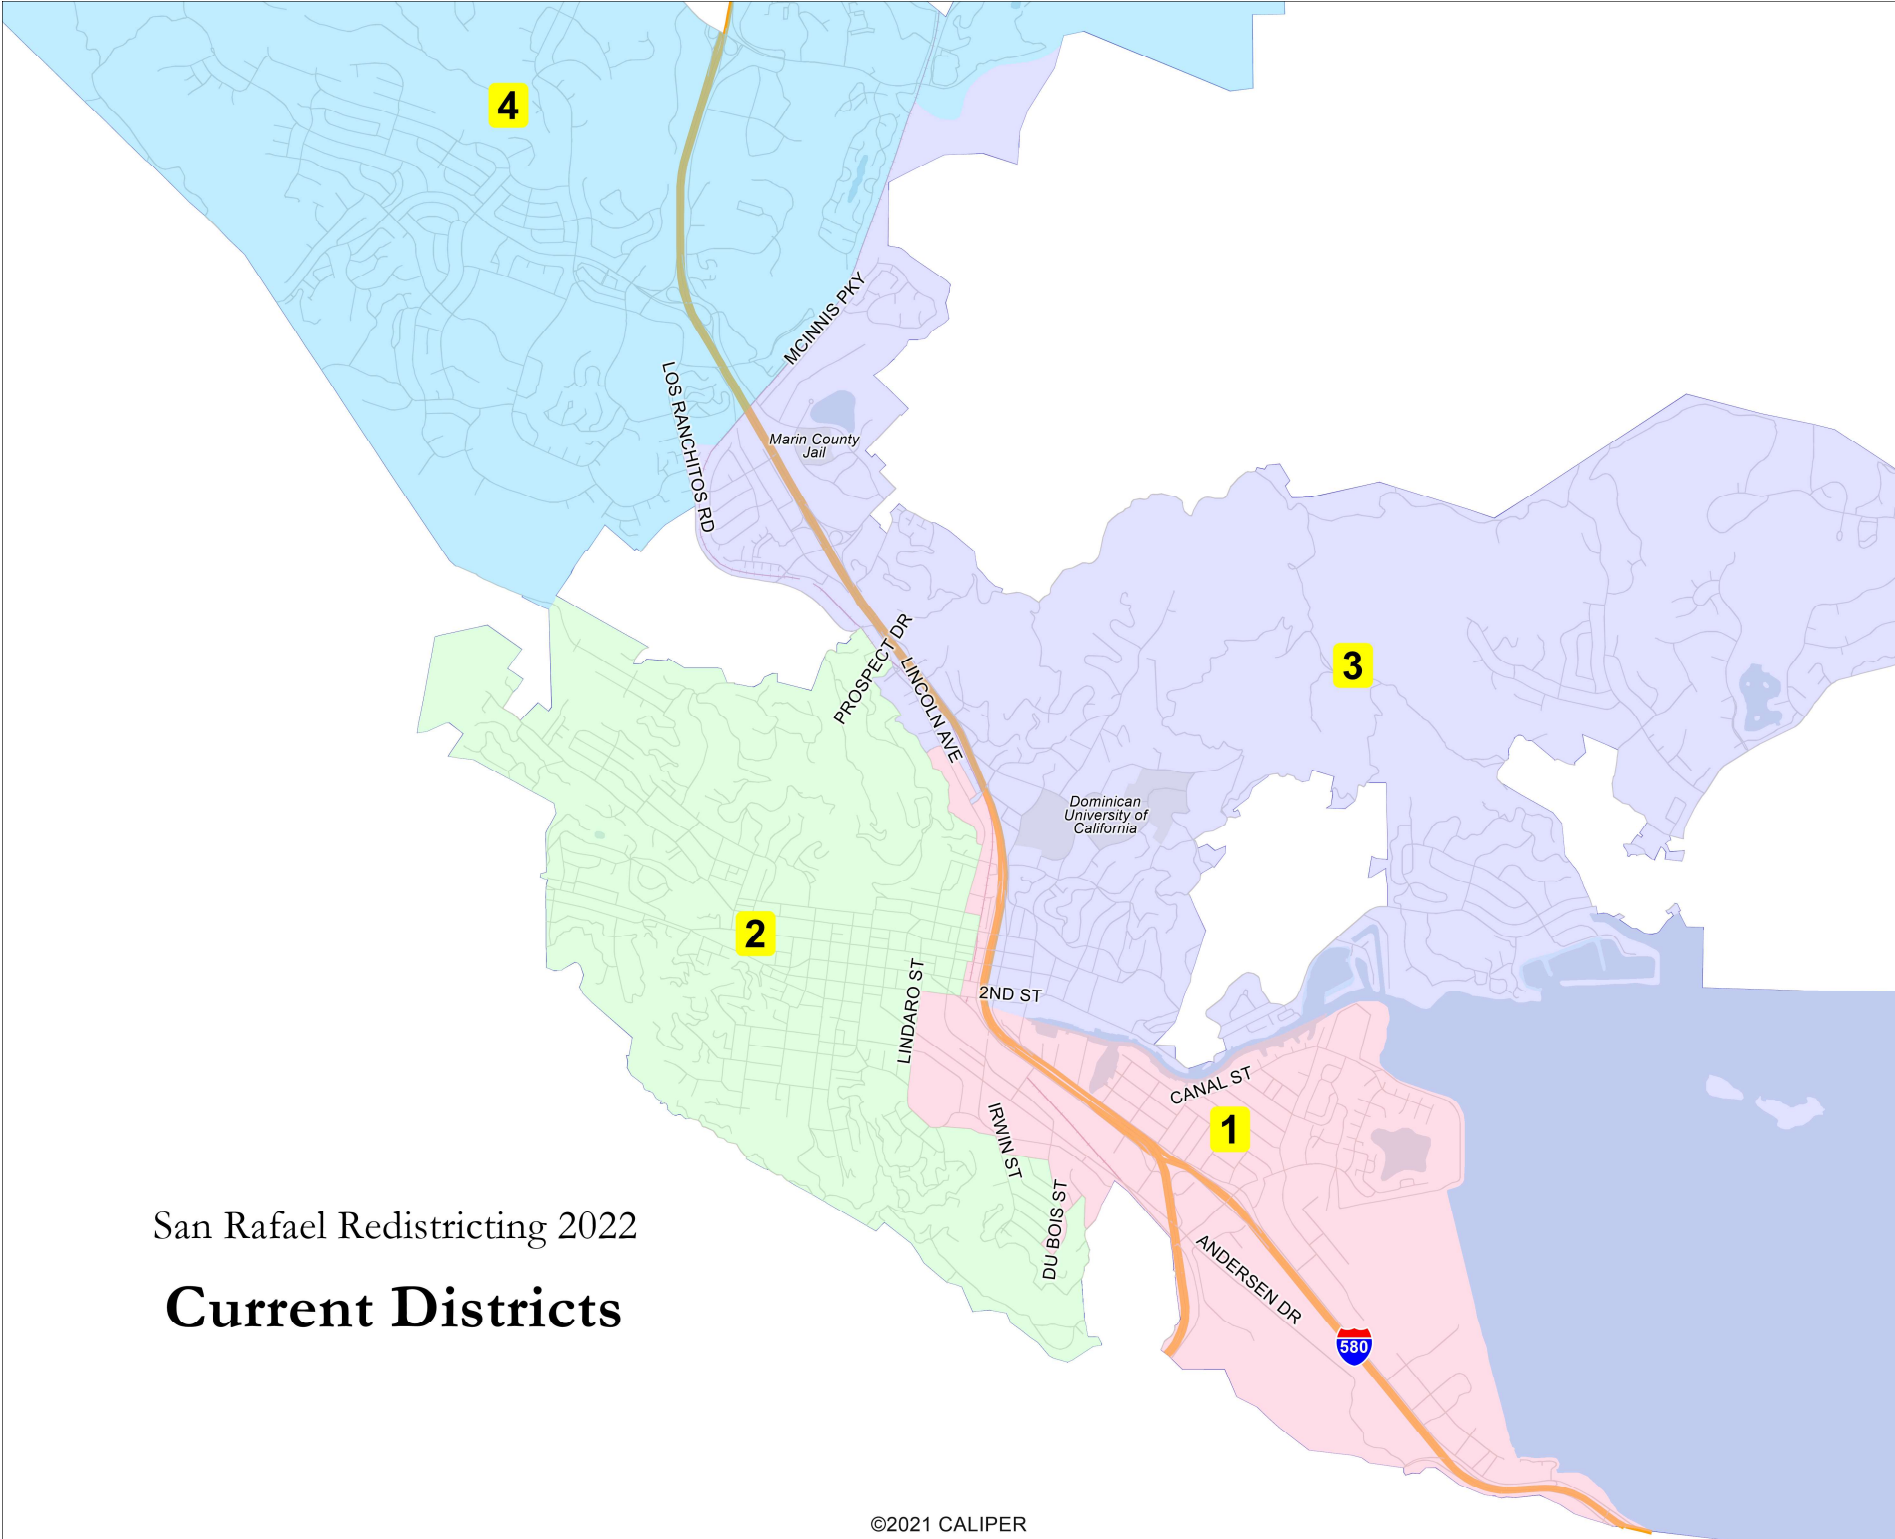 4
MCINNIS PKY
LOS RANCHITOS RD
Marin County
Jail
PROSPECT DR
LINCOLN AVE
3
Dominican
University of
California
2
LINDARO ST
2ND ST
CANAL ST
1
IRWIN ST
DU BOIS ST
ANDERSEN DR
580
San Rafael Redistricting 2022
Current Districts
©2021 CALIPER